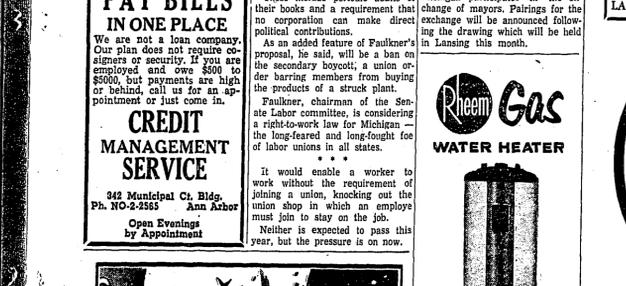 PAY BILLS
IN ONE PLACE
We are not a loan company.
Our plan does not require co-
signers or security. If you are
employed and owe $500 to
$5000, but payments are high
or behind, call us for an ap-
pointment or just come in.
CREDIT
MANAGEMENT
SERVICE
342 Municipal Ct. Bldg.
Ph. NO-2-2565 Ann Arbor
Open Evenings
by Appointment
their books and a requirement that
no corporation can make direct
political contributions.
As an added feature of Faulkner's
proposal, he said, will be a ban on
the secondary boycott, a union or-
der barring members from buying
the products of a struck plant.
Faulkner, chairman of the Sen-
ate Labor committee, is considering
a right-to-work law for Michigan —
the long-feared and long-fought foe
of labor unions in all states.
* * *
It would enable a worker to
work without the requirement of
joining a union, knocking out the
union shop in which an employe
must join to stay on the job.
Neither is expected to pass this
year, but the pressure is on now.
change of mayors. Pairings for the
exchange will be announced follow-
ing the drawing which will be held
in Lansing this month.
Rheem Gas
WATER HEATER
LA